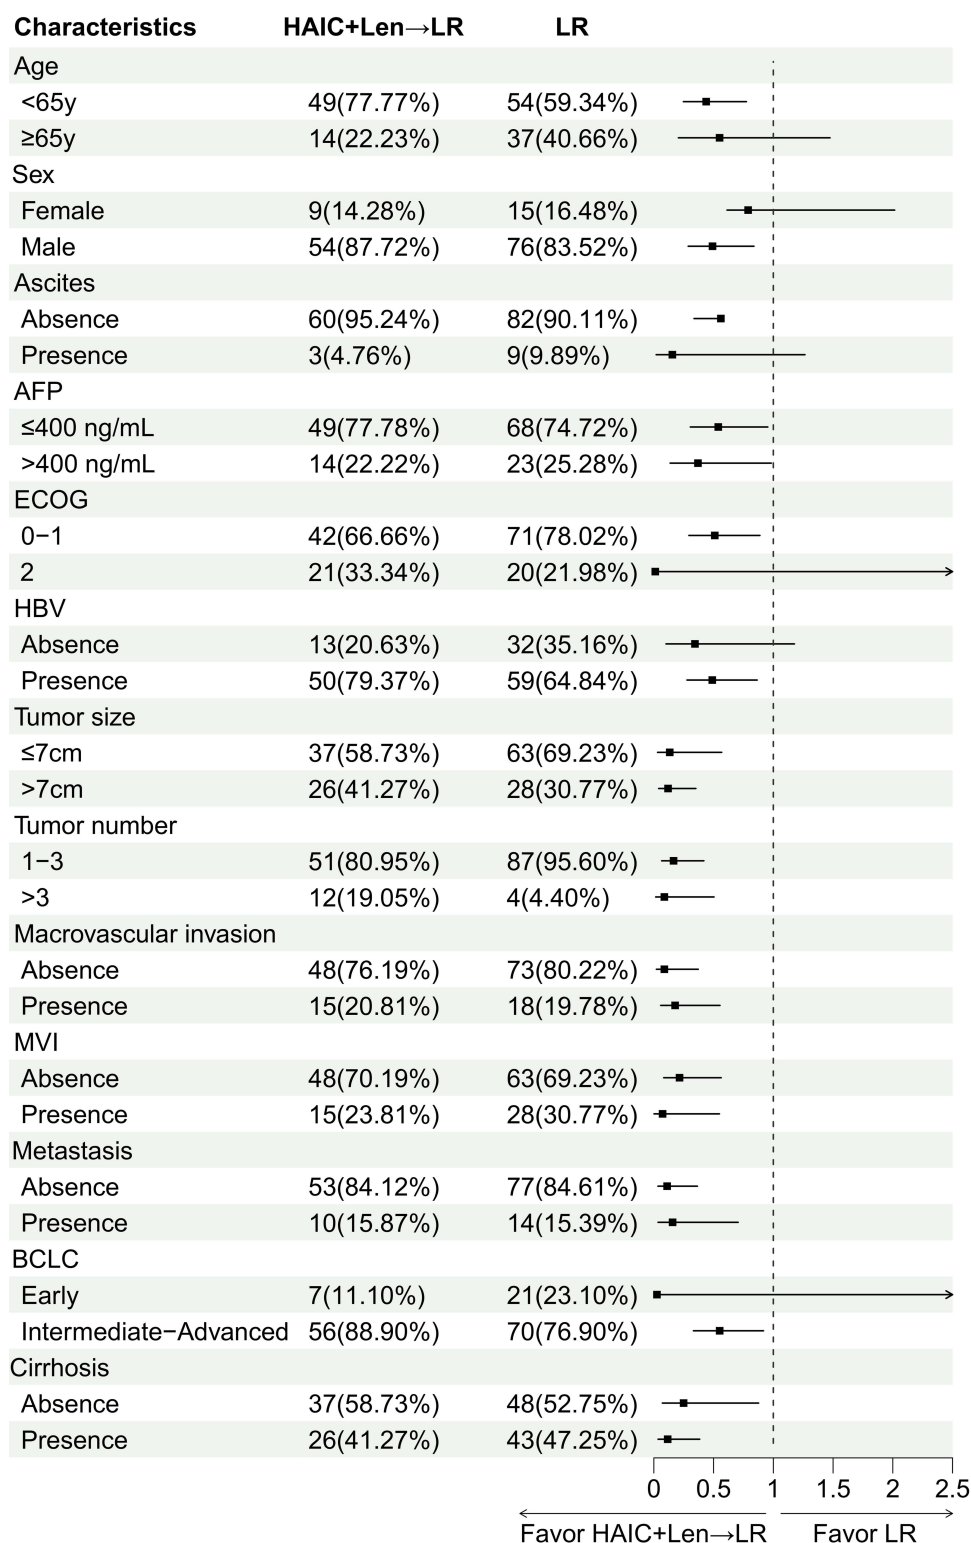 Characteristics HAIC+Len→LR LR
Age
<65y 49(77.77%) 54(59.34%)
≥65y 14(22.23%) 37(40.66%)
Sex
Female 9(14.28%) 15(16.48%)
Male 54(87.72%) 76(83.52%)
Ascites
Absence 60(95.24%) 82(90.11%)
Presence 3(4.76%) 9(9.89%)
AFP
≤400 ng/mL 49(77.78%) 68(74.72%)
>400 ng/mL 14(22.22%) 23(25.28%)
ECOG
0−1 42(66.66%) 71(78.02%)
2 21(33.34%) 20(21.98%)
HBV
Absence 13(20.63%) 32(35.16%)
Presence 50(79.37%) 59(64.84%)
Tumor size
≤7cm 37(58.73%) 63(69.23%)
>7cm 26(41.27%) 28(30.77%)
Tumor number
1−3 51(80.95%) 87(95.60%)
>3 12(19.05%) 4(4.40%)
Macrovascular invasion
Absence 48(76.19%) 73(80.22%)
Presence 15(20.81%) 18(19.78%)
MVI
Absence 48(70.19%) 63(69.23%)
Presence 15(23.81%) 28(30.77%)
Metastasis
Absence 53(84.12%) 77(84.61%)
Presence 10(15.87%) 14(15.39%)
BCLC
Early 7(11.10%) 21(23.10%)
Intermediate−Advanced 56(88.90%) 70(76.90%)
Cirrhosis
Absence 37(58.73%) 48(52.75%)
Presence 26(41.27%) 43(47.25%)
0 0.5 1 1.5 2 2.5
Favor HAIC+Len→LR Favor LR